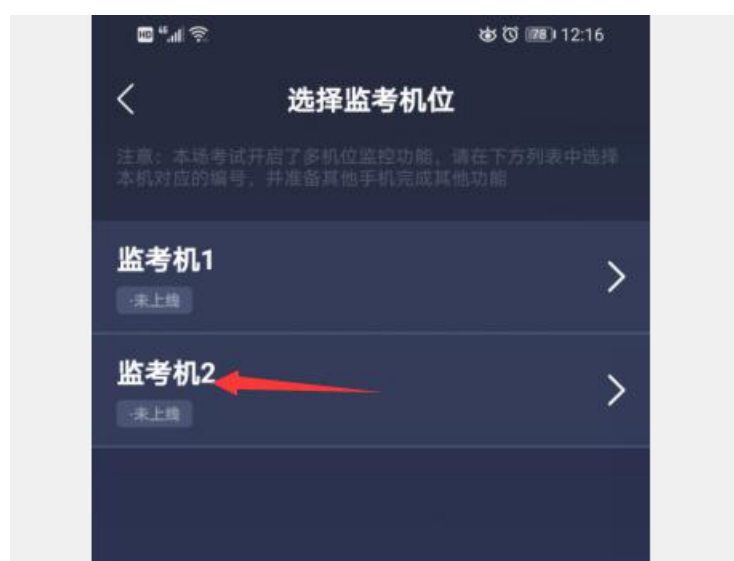 HD 46 78 12:16
选择监考机位
注意：本场考试开启了多机位监控功能，请在下方列表中选择
本机对应的编号，并准备其他手机完成其他功能
监考机1
·未上线
监考机2
·未上线